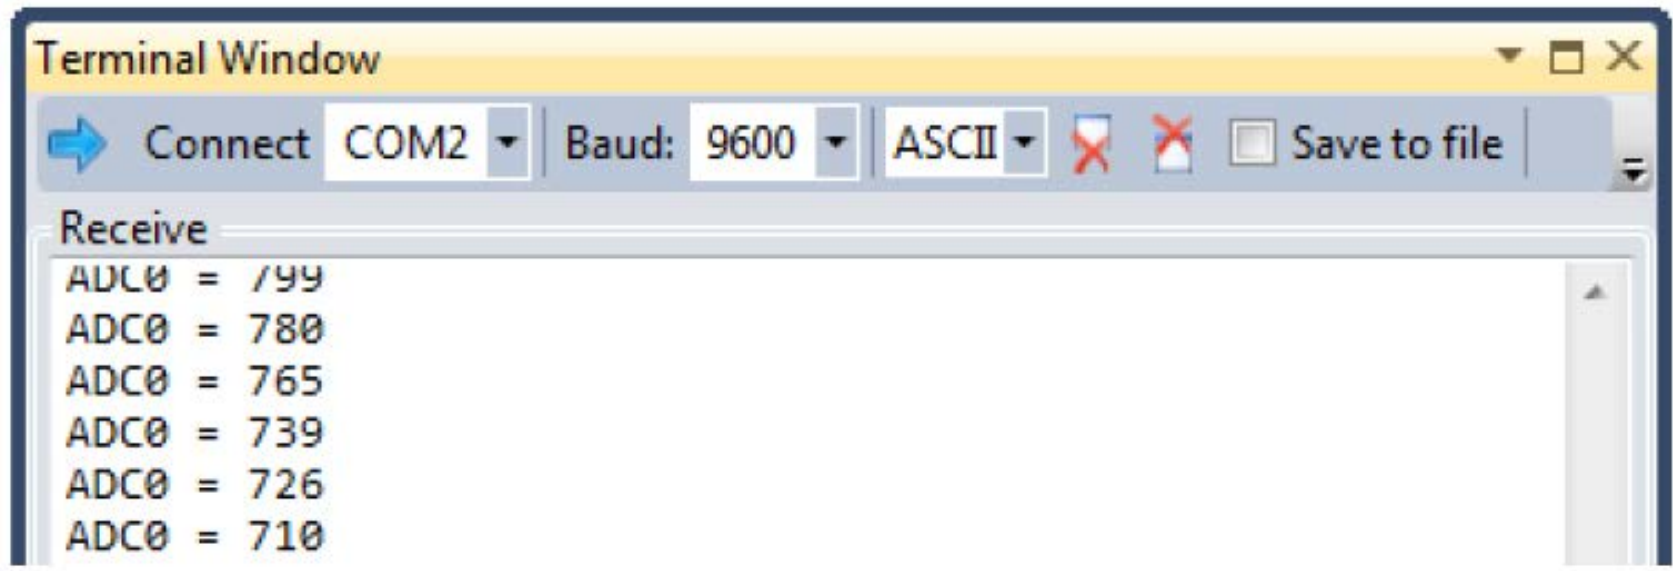 Terminal Window
Connect COM2 Baud: 9600 ASCII Save to file
Receive
ADC0 = 799
ADC0 = 780
ADC0 = 765
ADC0 = 739
ADC0 = 726
ADC0 = 710